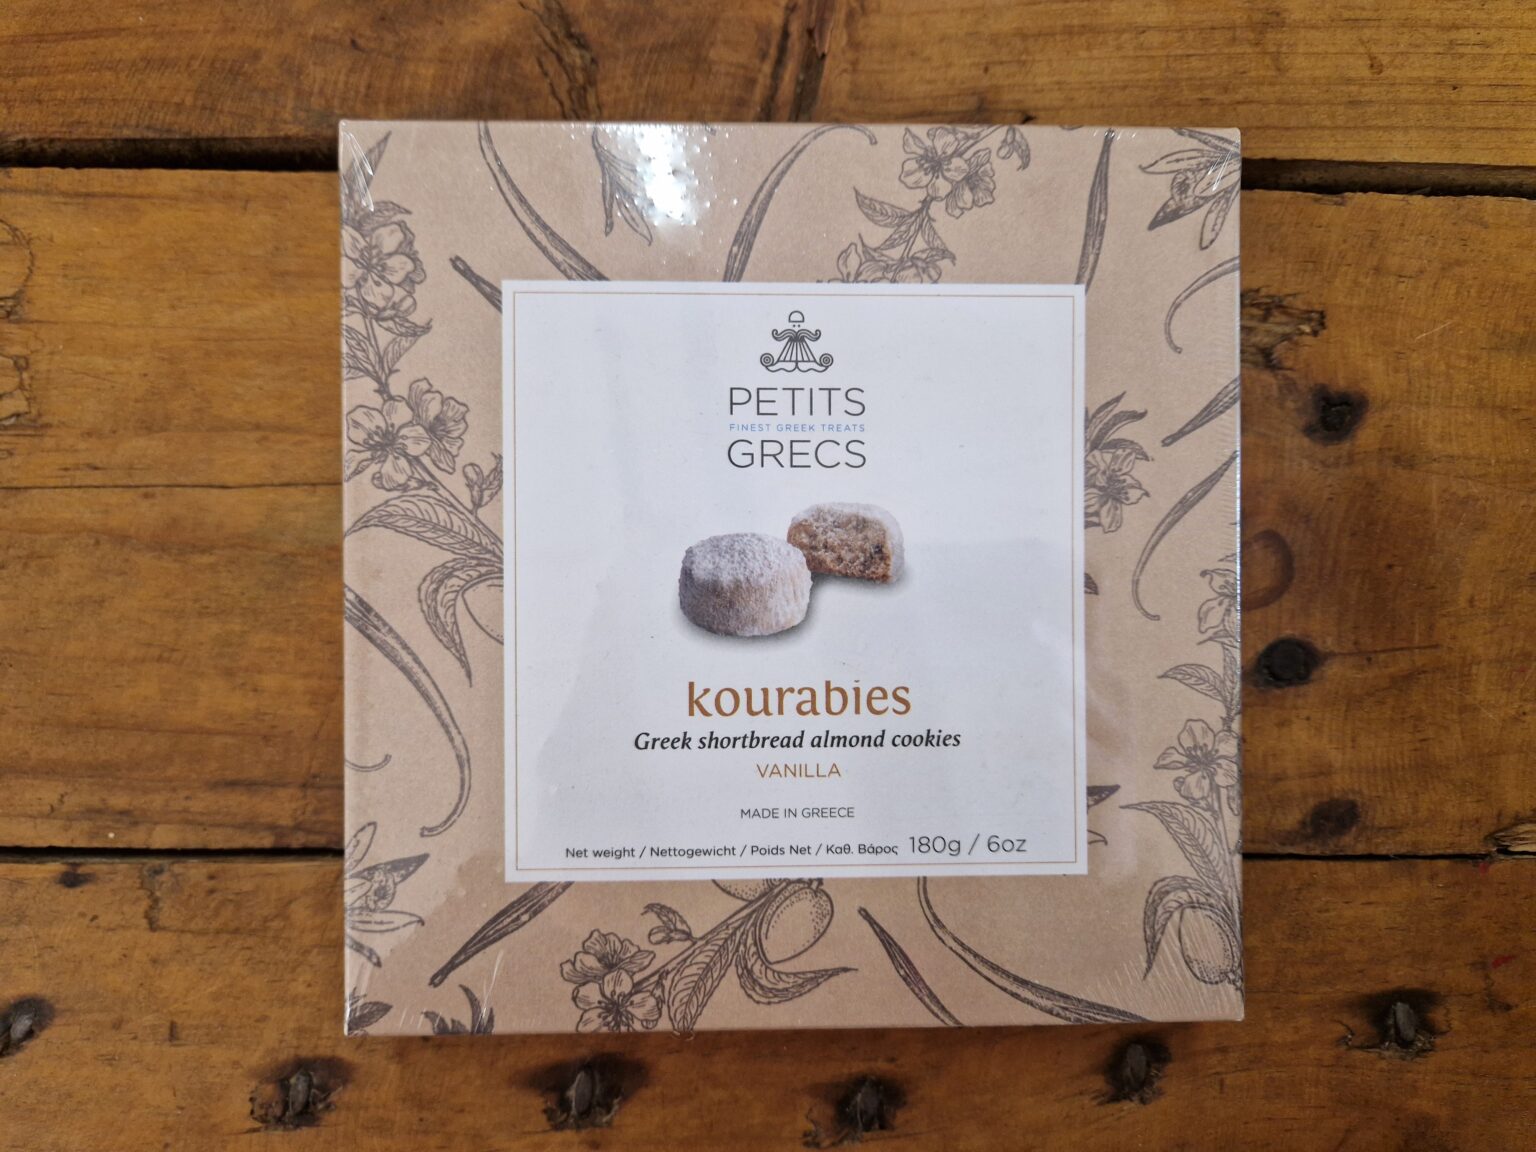 PETITS
FINEST GREEK TREATS
GRECS
kourabies
Greek shortbread almond cookies
VANILLA
MADE IN GREECE
Net weight / Nettogewicht / Poids Net / Καθ. Βάρος 180g / 6oz